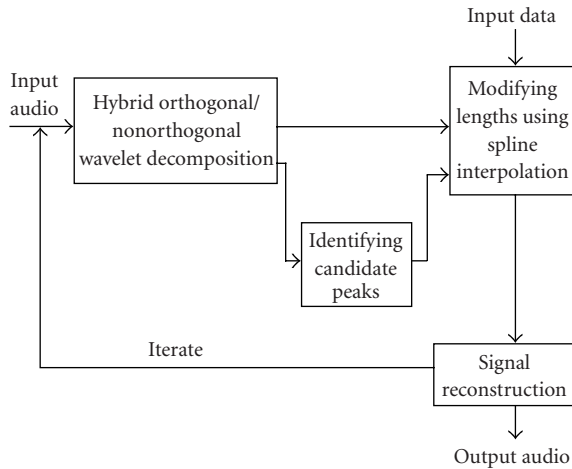 Input data
Input
audio
Hybrid orthogonal/
nonorthogonal
wavelet decomposition
Modifying
lengths using
spline
interpolation
Identifying
candidate
peaks
Iterate
Signal
reconstruction
Output audio